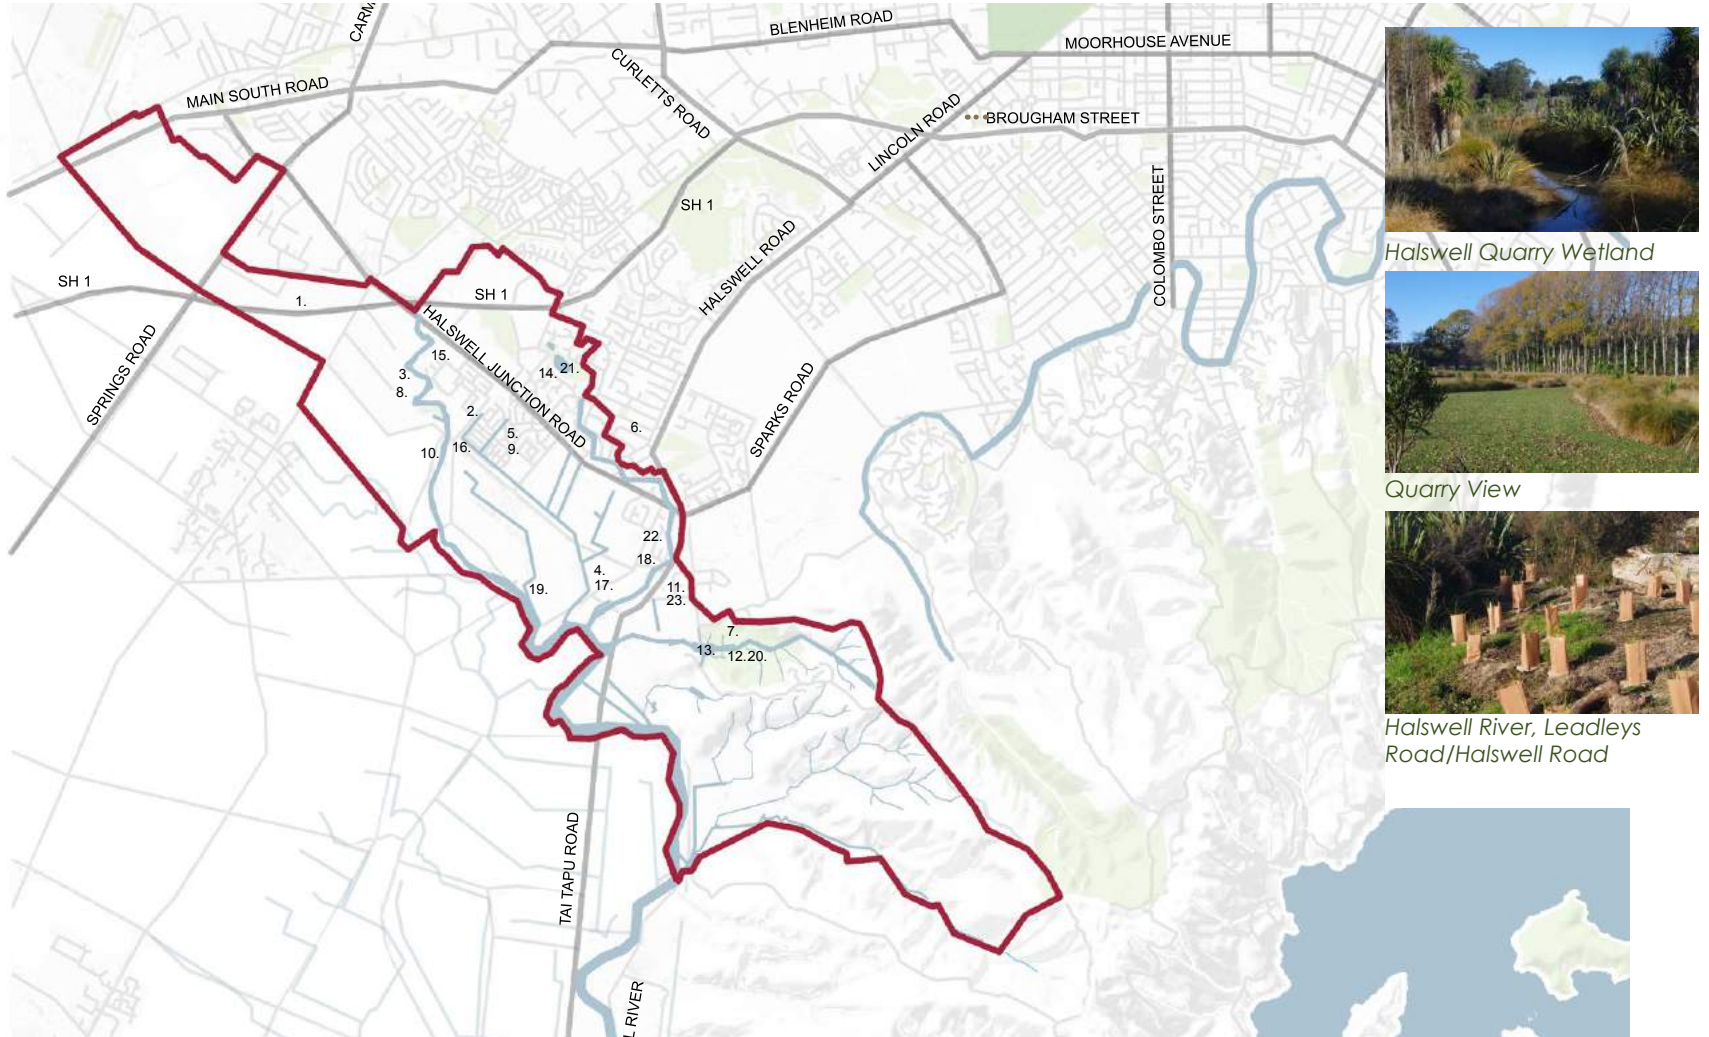 CARM
BLENHEIM ROAD
MOORHOUSE AVENUE
MAIN SOUTH ROAD
CURLETTS ROAD
LINCOLN ROAD
BROUGHAM STREET
COLOMBO STREET
SH 1
HALSWELL ROAD
SH 1
1.
SH 1
HALSWELL JUNCTION ROAD
SPRINGS ROAD
15.
3.
8.
14. 21.
2.
5.
9.
6.
SPARKS ROAD
10.
16.
22.
18.
4.
17.
19.
11.
23.
7.
13.
12. 20.
TAI TAPU ROAD
L RIVER
Halswell Quarry Wetland
Quarry View
Halswell River, Leadleys
Road/Halswell Road